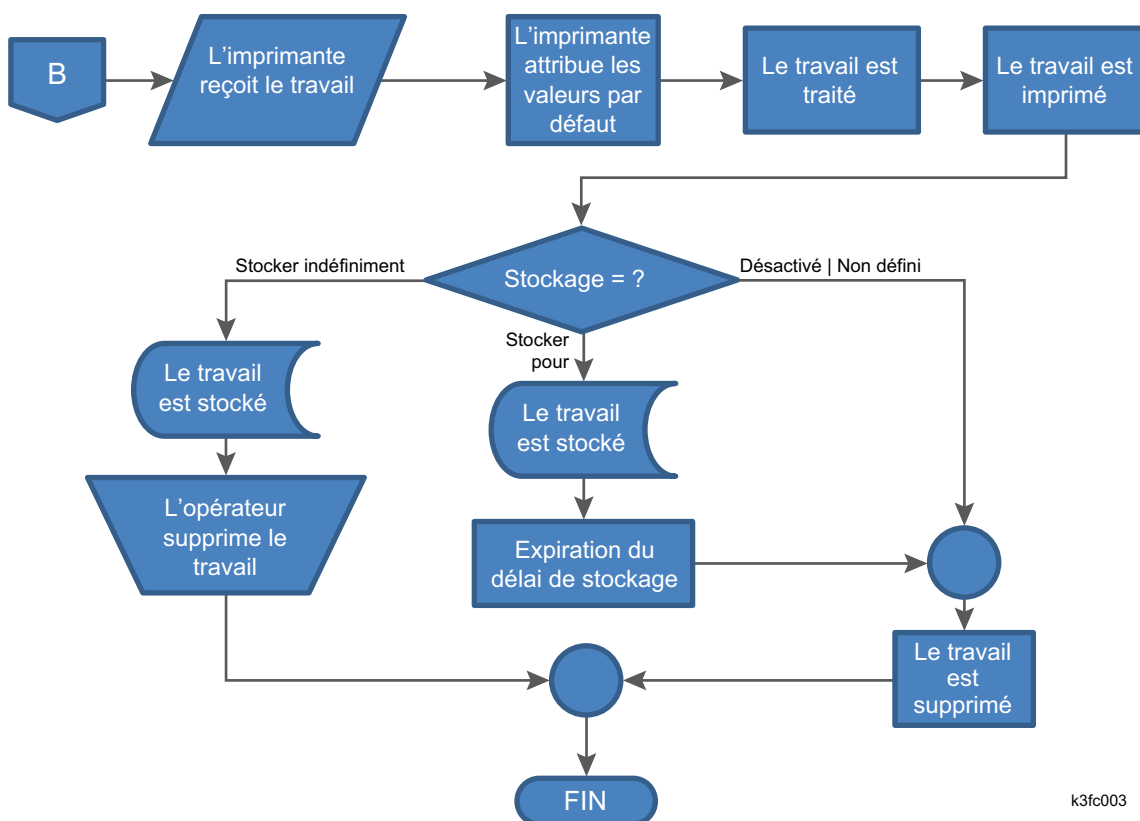 B
L’imprimante
reçoit le travail
L’imprimante
attribue les
valeurs par
défaut
Le travail est
traité
Le travail est
imprimé
Stocker indéfiniment
Stockage = ?
Désactivé | Non défini
Stocker
pour
Le travail
est stocké
Le travail
est stocké
L’opérateur
supprime le
travail
Expiration du
délai de stockage
Le travail
est
supprimé
FIN
k3fc003